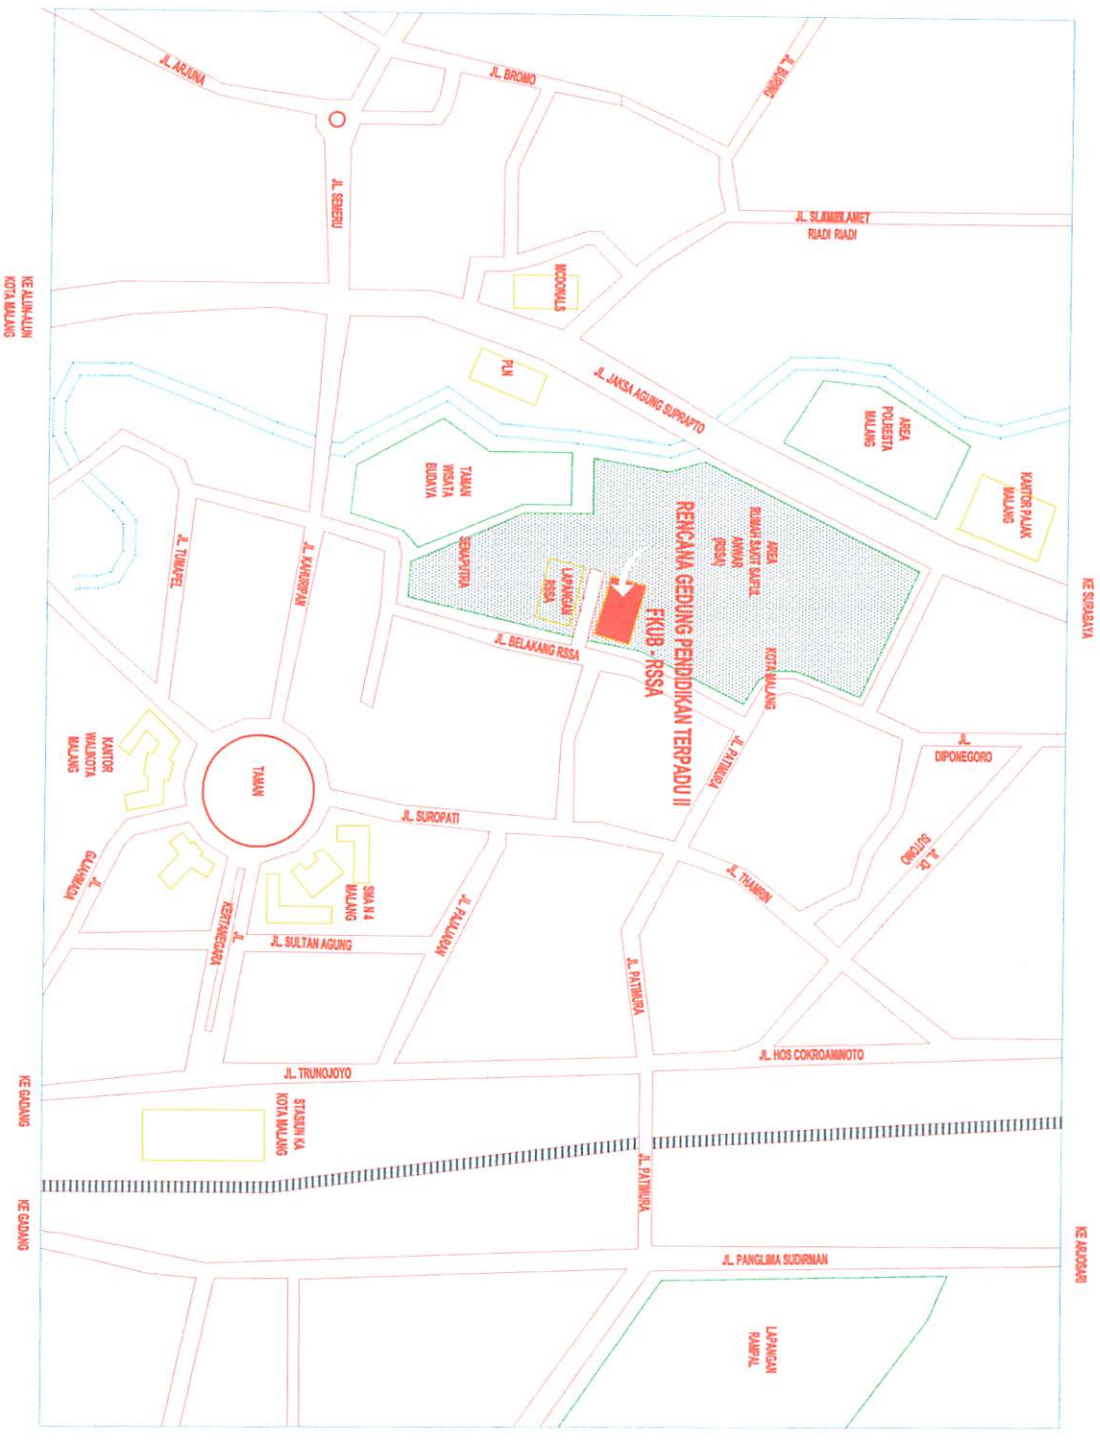 JL. ARJUNA
JL. BROMO
JL. BURING
JL. SEMERU
JL. SLAMBLAMET
RIADI RIADI
MCDONALS
KE ALUN-ALUN
KOTA MALANG
PLN
JL. JAKSA AGUNG SUPRAPTO
AREA
POLRESTA
MALANG
KANTOR PAJAK
MALANG
KE SURABAYA
TAMAN
WISATA
BUDAYA
SENAPUTRA
AREA
RUMAH SAKIT SAIFUL
ANWAR
(RSSA)
KOTA MALANG
RENCANA GEDUNG PENDIDIKAN TERPADU II
FKUB - RSSA
LAPANGAN
RSSA
JL. BELAKANG RSSA
JL. TUMAPEL
JL. KAHURIPAN
KANTOR
WALIKOTA
MALANG
TAMAN
JL. SUROPATI
JL. PATIMURA
JL.
DIPONEGORO
JL. Dr.
SUTOMO
JL. THAMRIN
JL.
GAJAHMADA
JL.
KERTANEGARA
SMA N 4
MALANG
JL. SULTAN AGUNG
JL. PAJAJARAN
JL. PATIMURA
JL. HOS COKROAMINOTO
JL. TRUNOJOYO
KE GADANG
STASIUN KA
KOTA MALANG
JL. PATIMURA
KE GADANG
JL. PANGLIMA SUDIRMAN
KE ARJOSARI
LAPANGAN
RAMPAL